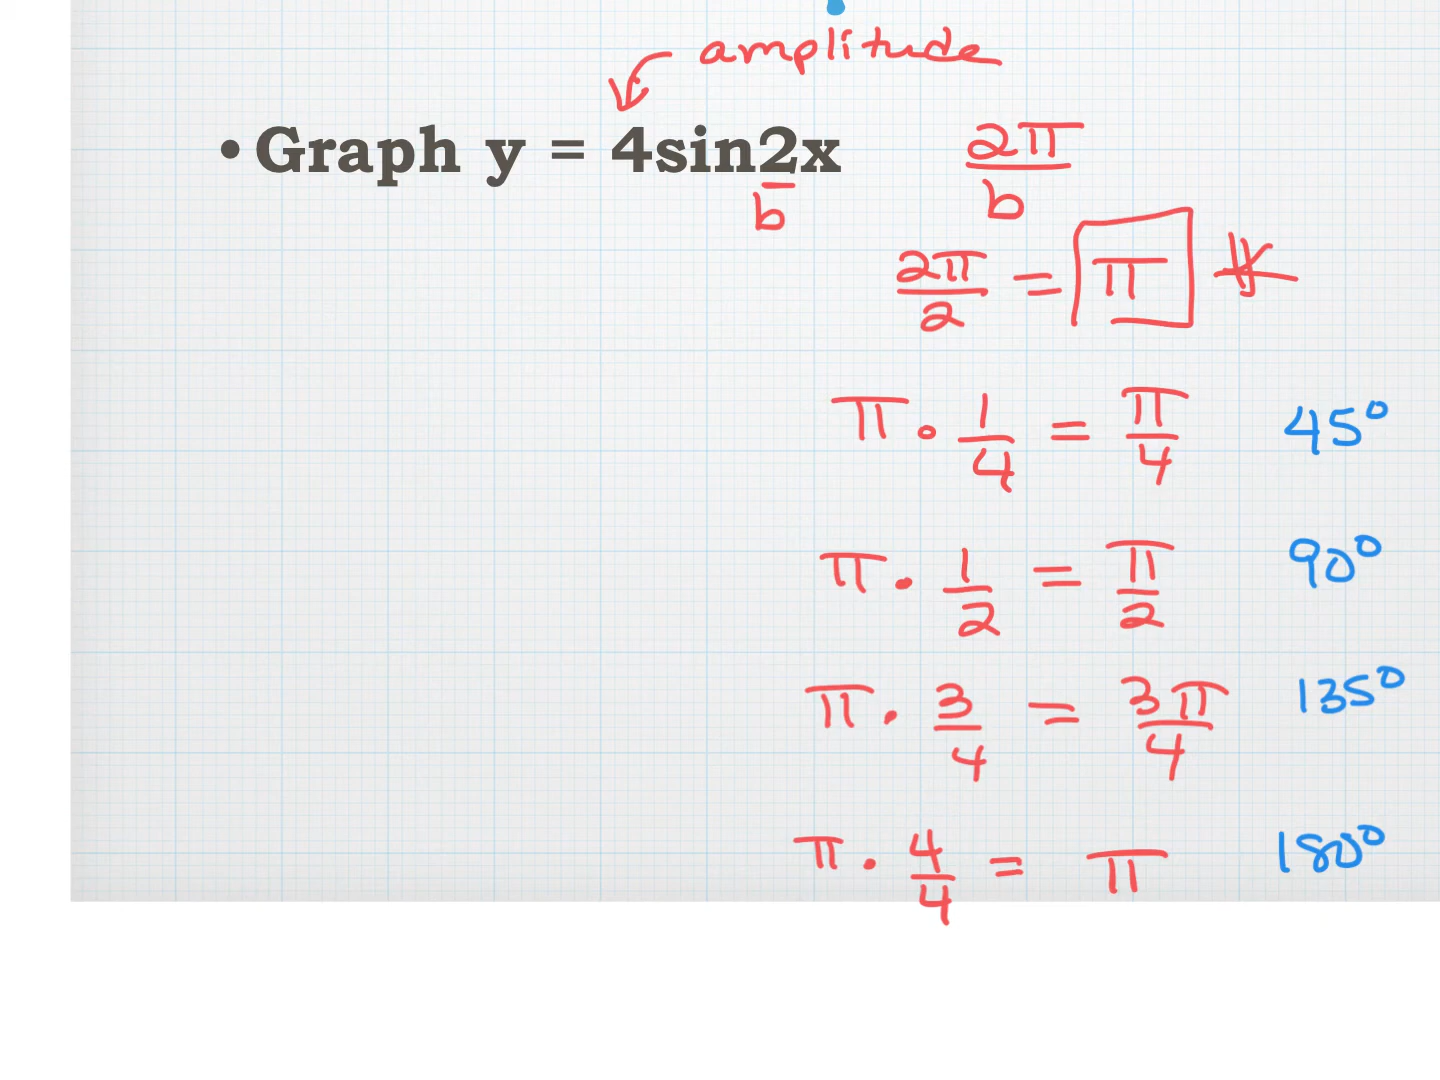 amplitude
• Graph y = 4sin2x
b
2π/b
2π/2 = π *
π · 1/4 = π/4 45°
π · 1/2 = π/2 90°
π · 3/4 = 3π/4 135°
π · 4/4 = π 180°